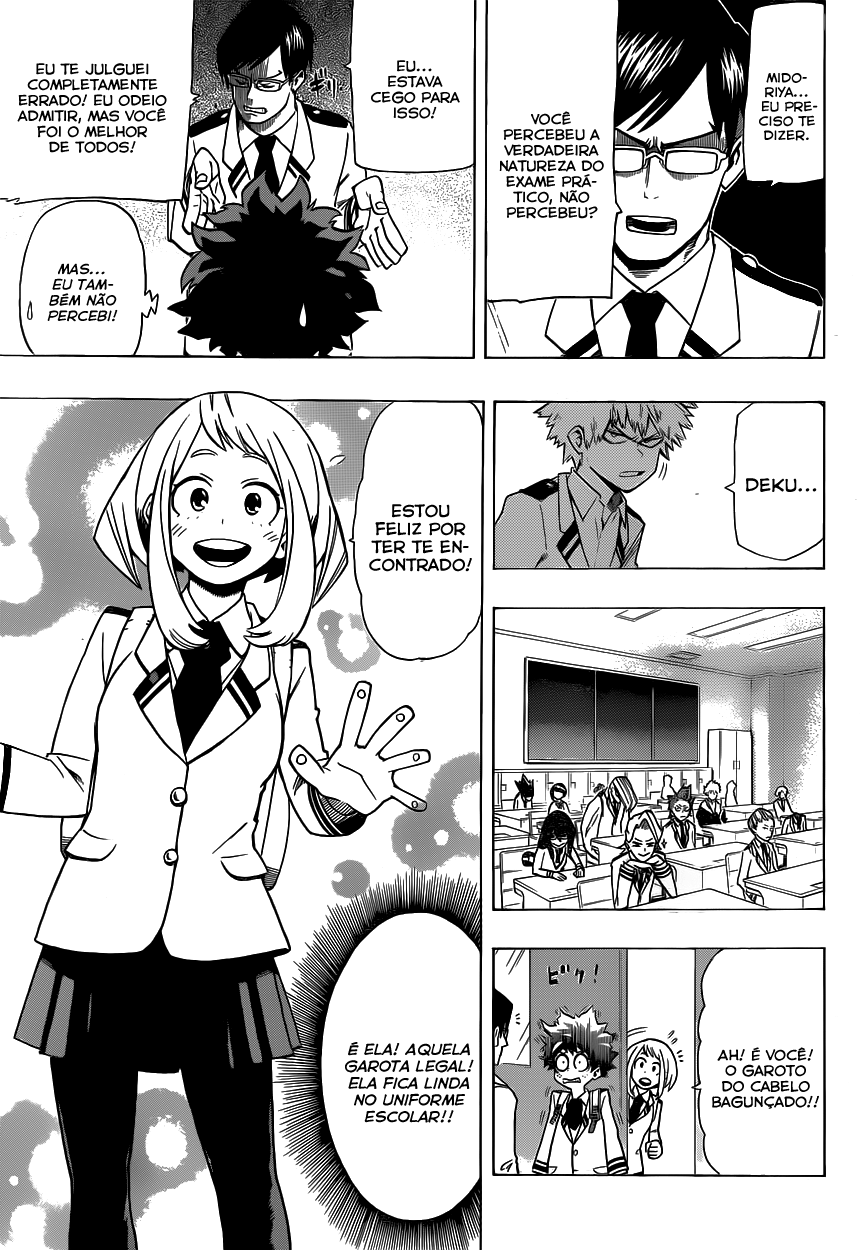 MIDO-
RIYA...
EU PRE-
CISO TE
DIZER.
VOCÊ
PERCEBEU A
VERDADEIRA
NATUREZA DO
EXAME PRÁ-
TICO, NÃO
PERCEBEU?
EU...
ESTAVA
CEGO PARA
ISSO!
EU TE JULGUEI
COMPLETAMENTE
ERRADO! EU ODEIO
ADMITIR, MAS VOCÊ
FOI O MELHOR
DE TODOS!
MAS...
EU TAM-
BÉM NÃO
PERCEBI!
DEKU...
AH! É VOCÊ!
O GAROTO
DO CABELO
BAGUNÇADO!!
ビクッ!
ESTOU
FELIZ POR
TER TE EN-
CONTRADO!
É ELA! AQUELA
GAROTA LEGAL!
ELA FICA LINDA
NO UNIFORME
ESCOLAR!!